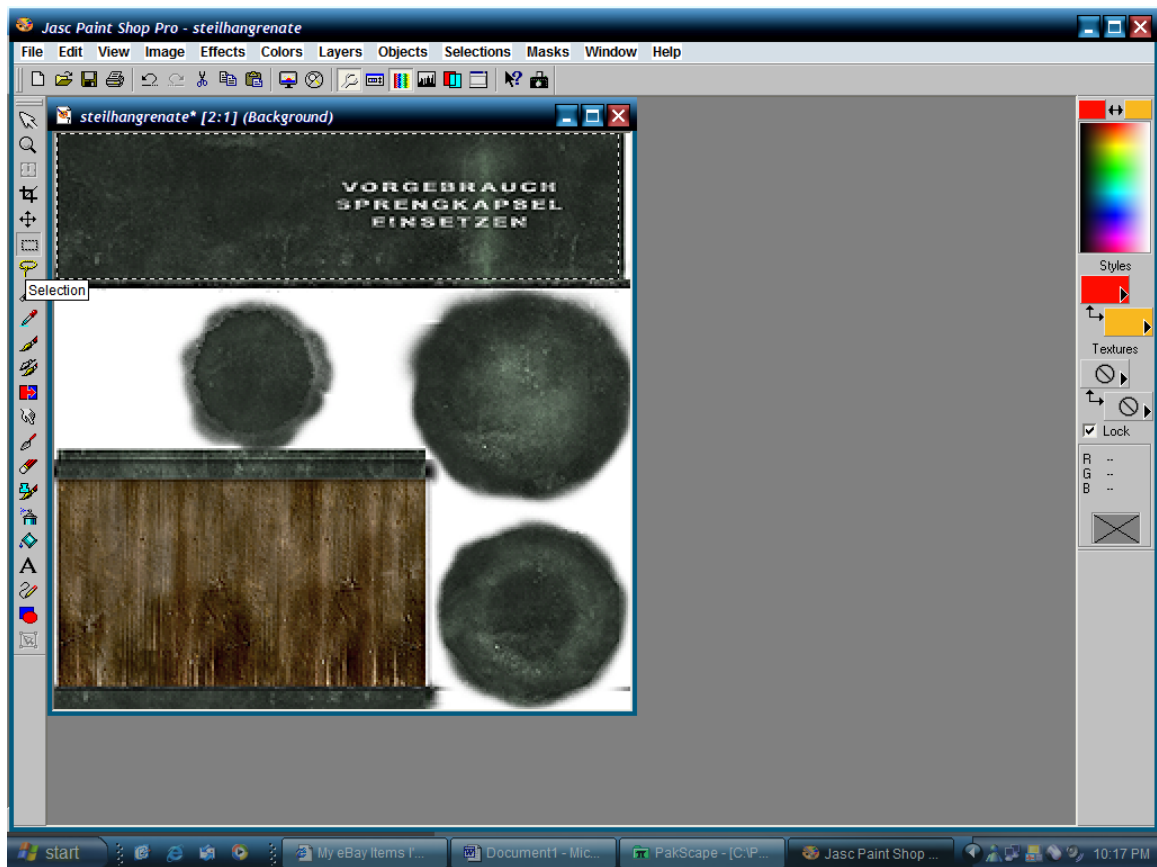 Jasc Paint Shop Pro - steilhangrenate
File Edit View Image Effects Colors Layers Objects Selections Masks Window Help
steilhangrenate* [2:1] (Background)
VORGEBRAUCH
SPRENGKAPSEL
EINSETZEN
Selection
Styles
Textures
Lock
R --
G --
B --
start My eBay Items I'... Document1 - Mic... PakScape - [C:\P... Jasc Paint Shop ... 10:17 PM